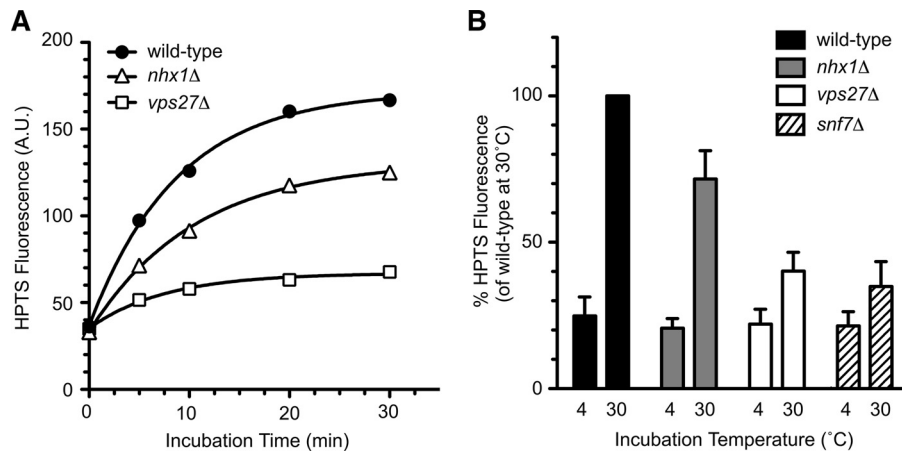 A
200
150
100
50
0
HPTS Fluorescence (A.U.)
wild-type
nhx1Δ
vps27Δ
0 10 20 30
Incubation Time (min)
B
100
50
0
% HPTS Fluorescence
(of wild-type at 30˚C)
wild-type
nhx1Δ
vps27Δ
snf7Δ
4 30 4 30 4 30 4 30
Incubation Temperature (˚C)